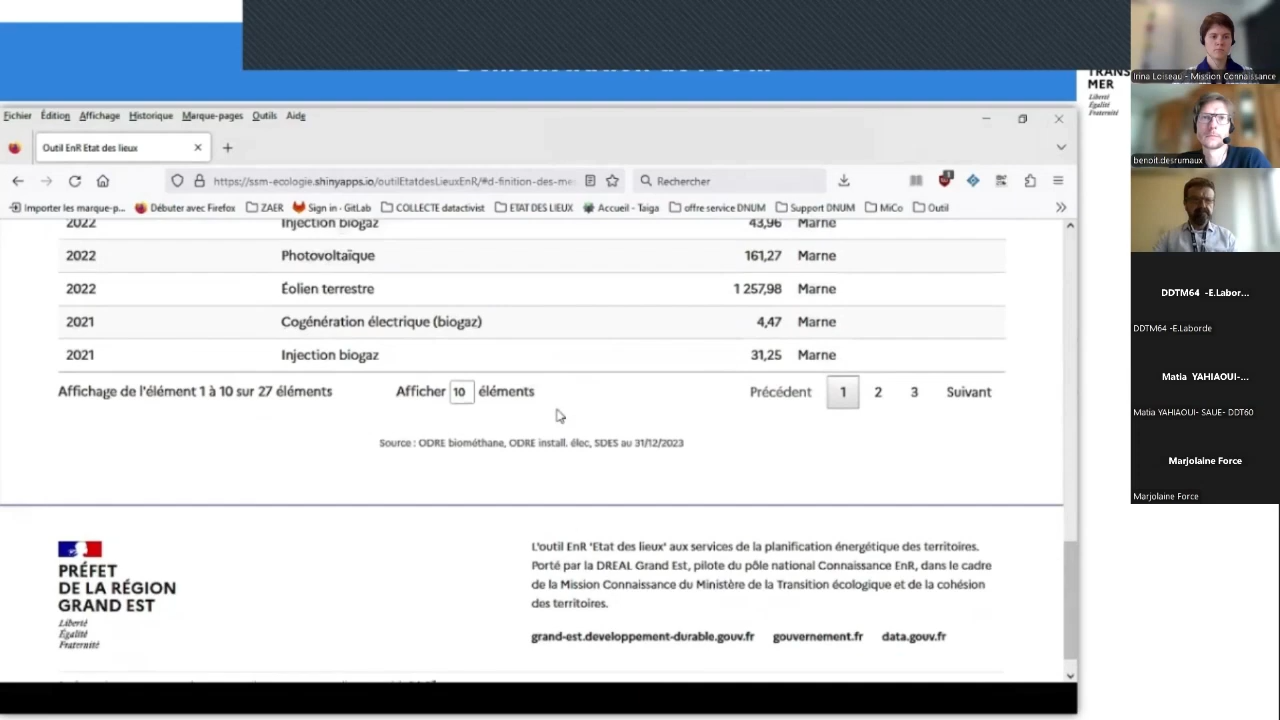 TRANS
MER
Liberté
Égalité
Fraternité
Irina Loiseau - Mission Connaissance
benoit.desrumaux
DDTM64 -E.Labor...
DDTM64 -E.Laborde
Matia YAHIAOUI-...
Matia YAHIAOUI- SAUE- DDT60
Marjolaine Force
Marjolaine Force
Fichier Édition Affichage Historique Marque-pages Outils Aide
Outil EnR Etat des lieux
https://ssm-ecologie.shinyapps.io/outilEtatdesLieuxEnR/#d-finition-des-me
Rechercher
Importer les marque-p... Débuter avec Firefox ZAER Sign in · GitLab COLLECTE datactivist ETAT DES LIEUX Accueil - Taiga offre service DNUM Support DNUM MiCo Outil
2022 Injection biogaz 43,96 Marne
2022 Photovoltaïque 161,27 Marne
2022 Éolien terrestre 1 257,98 Marne
2021 Cogénération électrique (biogaz) 4,47 Marne
2021 Injection biogaz 31,25 Marne
Affichage de l'élément 1 à 10 sur 27 éléments Afficher 10 éléments Précédent 1 2 3 Suivant
Source : ODRE biométhane, ODRE install. élec, SDES au 31/12/2023
PRÉFET
DE LA RÉGION
GRAND EST
Liberté
Égalité
Fraternité
L'outil EnR 'Etat des lieux' aux services de la planification énergétique des territoires.
Porté par la DREAL Grand Est, pilote du pôle national Connaissance EnR, dans le cadre
de la Mission Connaissance du Ministère de la Transition écologique et de la cohésion
des territoires.
grand-est.developpement-durable.gouv.fr gouvernement.fr data.gouv.fr